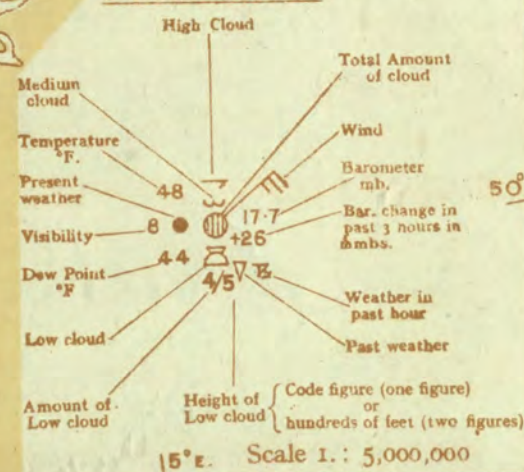 High Cloud
Total Amount
of cloud
Medium
cloud
Wind
Temperature
°F.
Barometer
mb.
Present
weather
48
50°
17·7
Bar. change in
past 3 hours in
mbs.
Visibility
8
+26
Dew Point
°F
44
4/5
Weather in
past hour
Low cloud
Past weather
Amount of
Low cloud
Height of
Low cloud
Code figure (one figure)
or
hundreds of feet (two figures)
15°E.
Scale 1.: 5,000,000